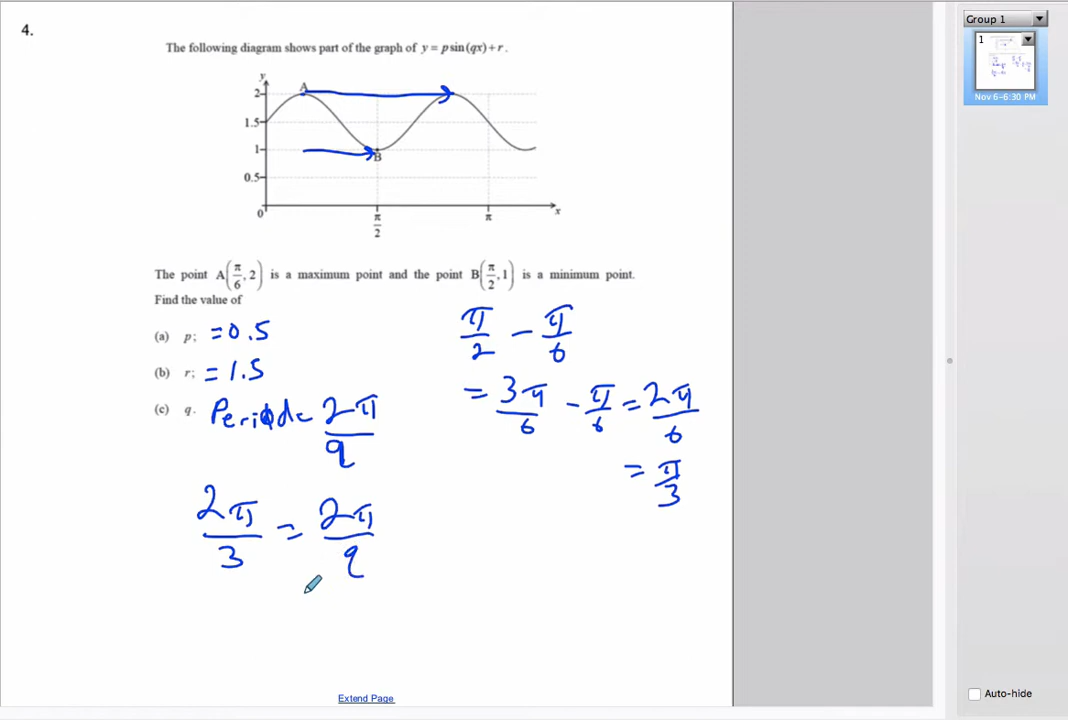 4.
The following diagram shows part of the graph of y = p sin(qx) + r.
y
2
A
1.5
1
B
0.5
0
π/2
π
x
The point A(π/6, 2) is a maximum point and the point B(π/2, 1) is a minimum point.
Find the value of
(a) p; = 0.5
(b) r; = 1.5
(c) q. Period = 2π/q
2π/3 = 2π/q
π/2 − π/6
= 3π/6 − π/6 = 2π/6
= π/3
Extend Page
Group 1
1
Nov 6-6:30 PM
Auto-hide